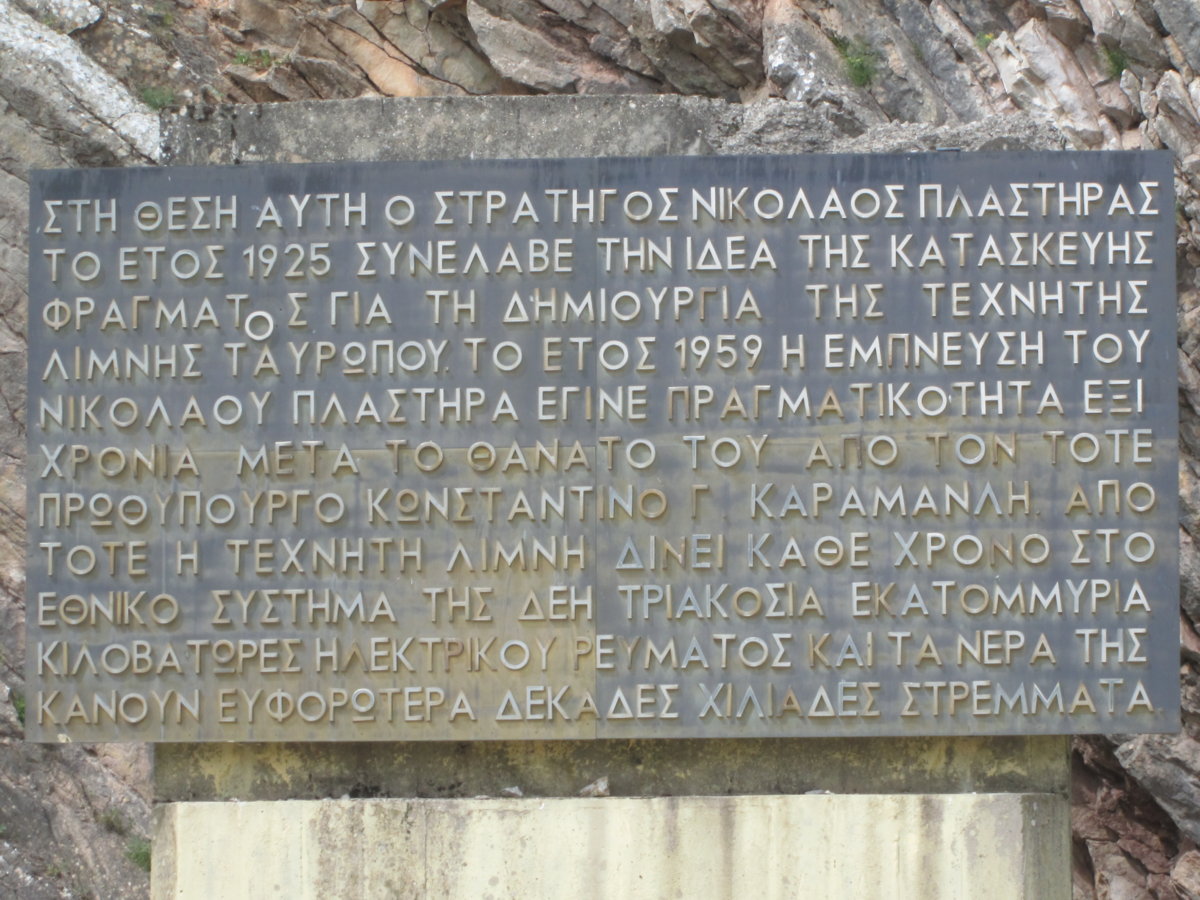 ΣΤΗ ΘΕΣΗ ΑΥΤΗ Ο ΣΤΡΑΤΗΓΟΣ ΝΙΚΟΛΑΟΣ ΠΛΑΣΤΗΡΑΣ
ΤΟ ΕΤΟΣ 1925 ΣΥΝΕΛΑΒΕ ΤΗΝ ΙΔΕΑ ΤΗΣ ΚΑΤΑΣΚΕΥΗΣ
ΦΡΑΓΜΑΤΟΣ ΓΙΑ ΤΗ ΔΗΜΙΟΥΡΓΙΑ ΤΗΣ ΤΕΧΝΗΤΗΣ
ΛΙΜΝΗΣ ΤΑΥΡΩΠΟΥ. ΤΟ ΕΤΟΣ 1959 Η ΕΜΠΝΕΥΣΗ ΤΟΥ
ΝΙΚΟΛΑΟΥ ΠΛΑΣΤΗΡΑ ΕΓΙΝΕ ΠΡΑΓΜΑΤΙΚΟΤΗΤΑ ΕΞΙ
ΧΡΟΝΙΑ ΜΕΤΑ ΤΟ ΘΑΝΑΤΟ ΤΟΥ ΑΠΟ ΤΟΝ ΤΟΤΕ
ΠΡΩΘΥΠΟΥΡΓΟ ΚΩΝΣΤΑΝΤΙΝΟ Γ. ΚΑΡΑΜΑΝΛΗ. ΑΠΟ
ΤΟΤΕ Η ΤΕΧΝΗΤΗ ΛΙΜΝΗ ΔΙΝΕΙ ΚΑΘΕ ΧΡΟΝΟ ΣΤΟ
ΕΘΝΙΚΟ ΣΥΣΤΗΜΑ ΤΗΣ ΔΕΗ ΤΡΙΑΚΟΣΙΑ ΕΚΑΤΟΜΜΥΡΙΑ
ΚΙΛΟΒΑΤΩΡΕΣ ΗΛΕΚΤΡΙΚΟΥ ΡΕΥΜΑΤΟΣ ΚΑΙ ΤΑ ΝΕΡΑ ΤΗΣ
ΚΑΝΟΥΝ ΕΥΦΟΡΩΤΕΡΑ ΔΕΚΑΔΕΣ ΧΙΛΙΑΔΕΣ ΣΤΡΕΜΜΑΤΑ.